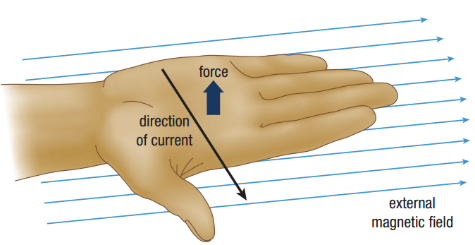 force
direction
of current
external
magnetic field